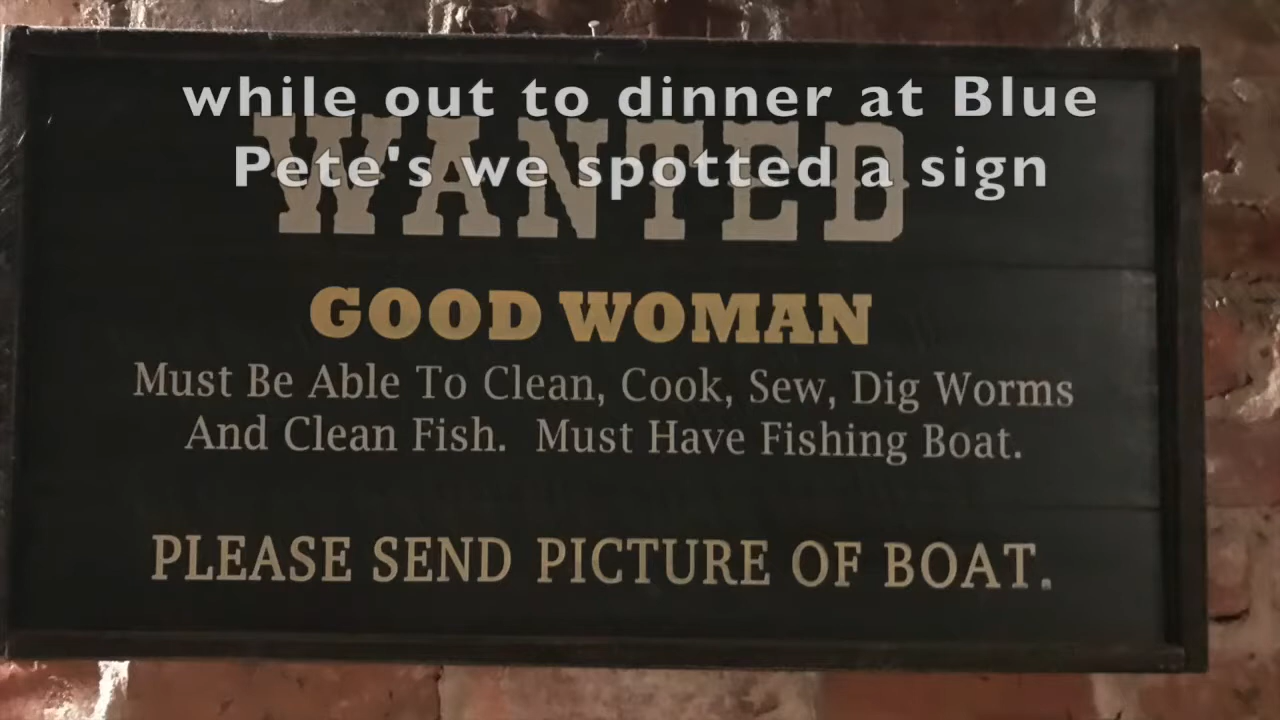 while out to dinner at Blue
Pete's we spotted a sign
WANTED
GOOD WOMAN
Must Be Able To Clean, Cook, Sew, Dig Worms
And Clean Fish.  Must Have Fishing Boat.
PLEASE SEND PICTURE OF BOAT.